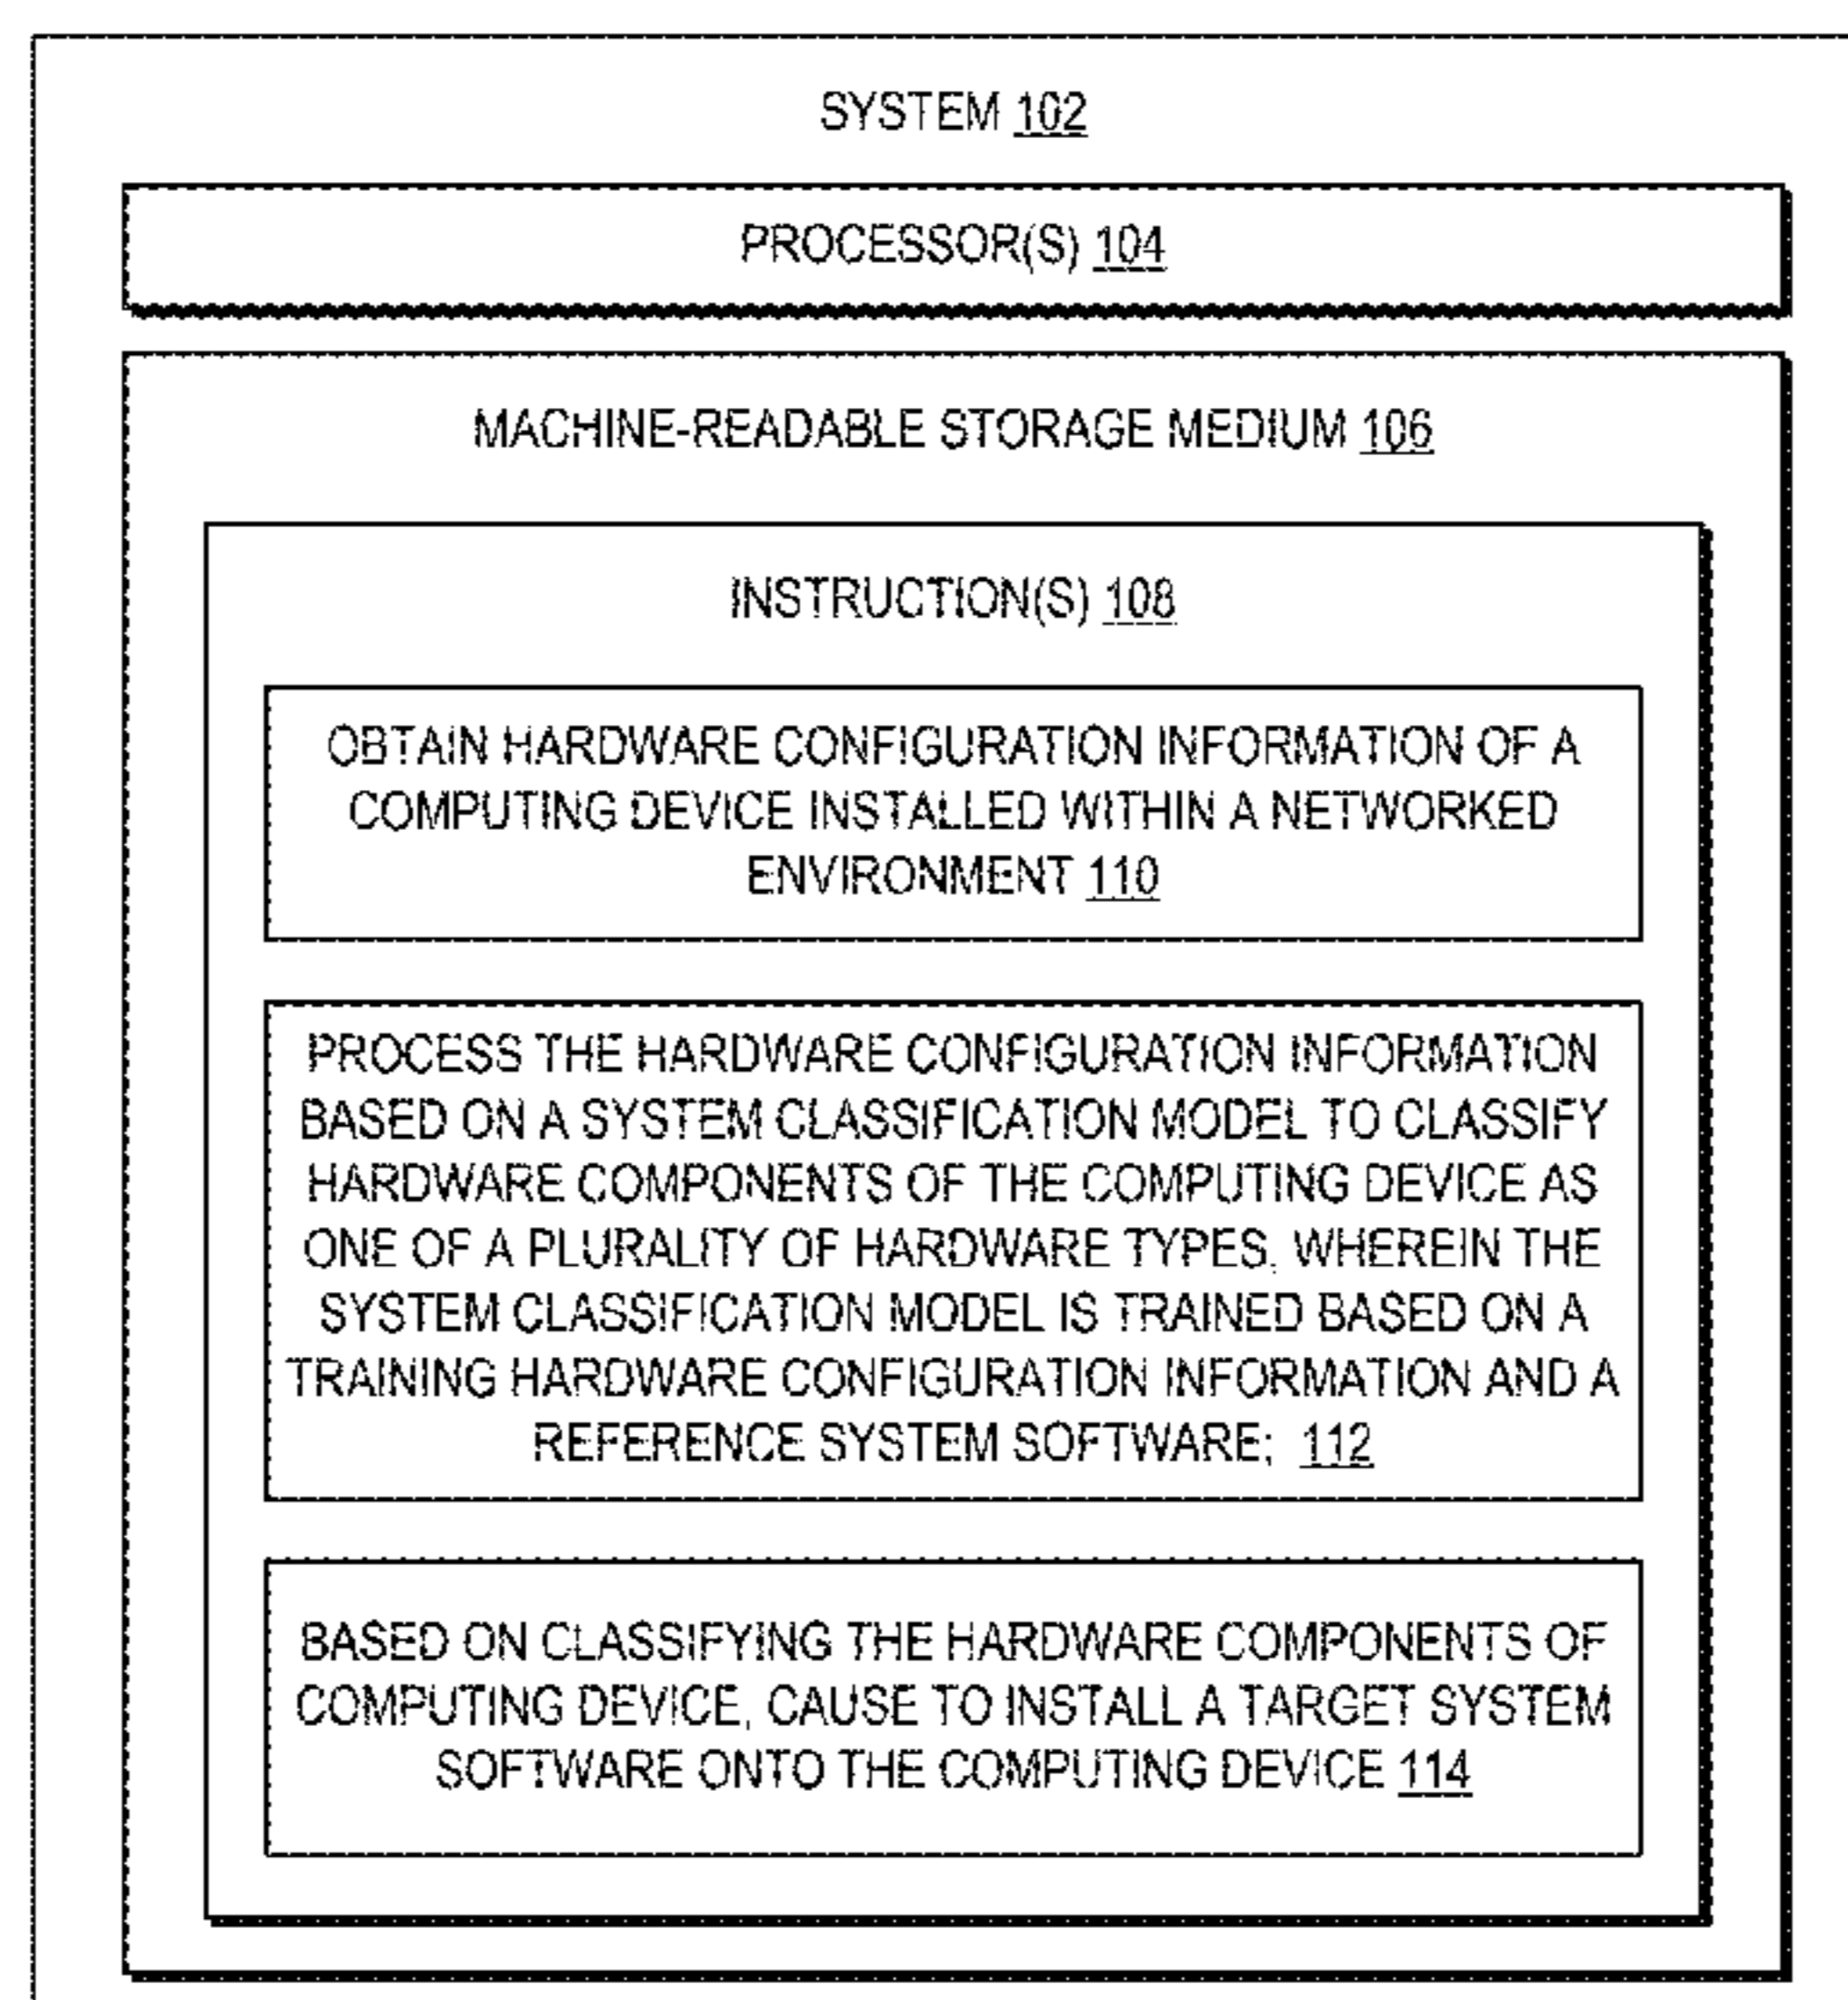 SYSTEM 102
PROCESSOR(S) 104
MACHINE-READABLE STORAGE MEDIUM 106
INSTRUCTION(S) 108
OBTAIN HARDWARE CONFIGURATION INFORMATION OF A
COMPUTING DEVICE INSTALLED WITHIN A NETWORKED
ENVIRONMENT 110
PROCESS THE HARDWARE CONFIGURATION INFORMATION
BASED ON A SYSTEM CLASSIFICATION MODEL TO CLASSIFY
HARDWARE COMPONENTS OF THE COMPUTING DEVICE AS
ONE OF A PLURALITY OF HARDWARE TYPES, WHEREIN THE
SYSTEM CLASSIFICATION MODEL IS TRAINED BASED ON A
TRAINING HARDWARE CONFIGURATION INFORMATION AND A
REFERENCE SYSTEM SOFTWARE; 112
BASED ON CLASSIFYING THE HARDWARE COMPONENTS OF
COMPUTING DEVICE, CAUSE TO INSTALL A TARGET SYSTEM
SOFTWARE ONTO THE COMPUTING DEVICE 114